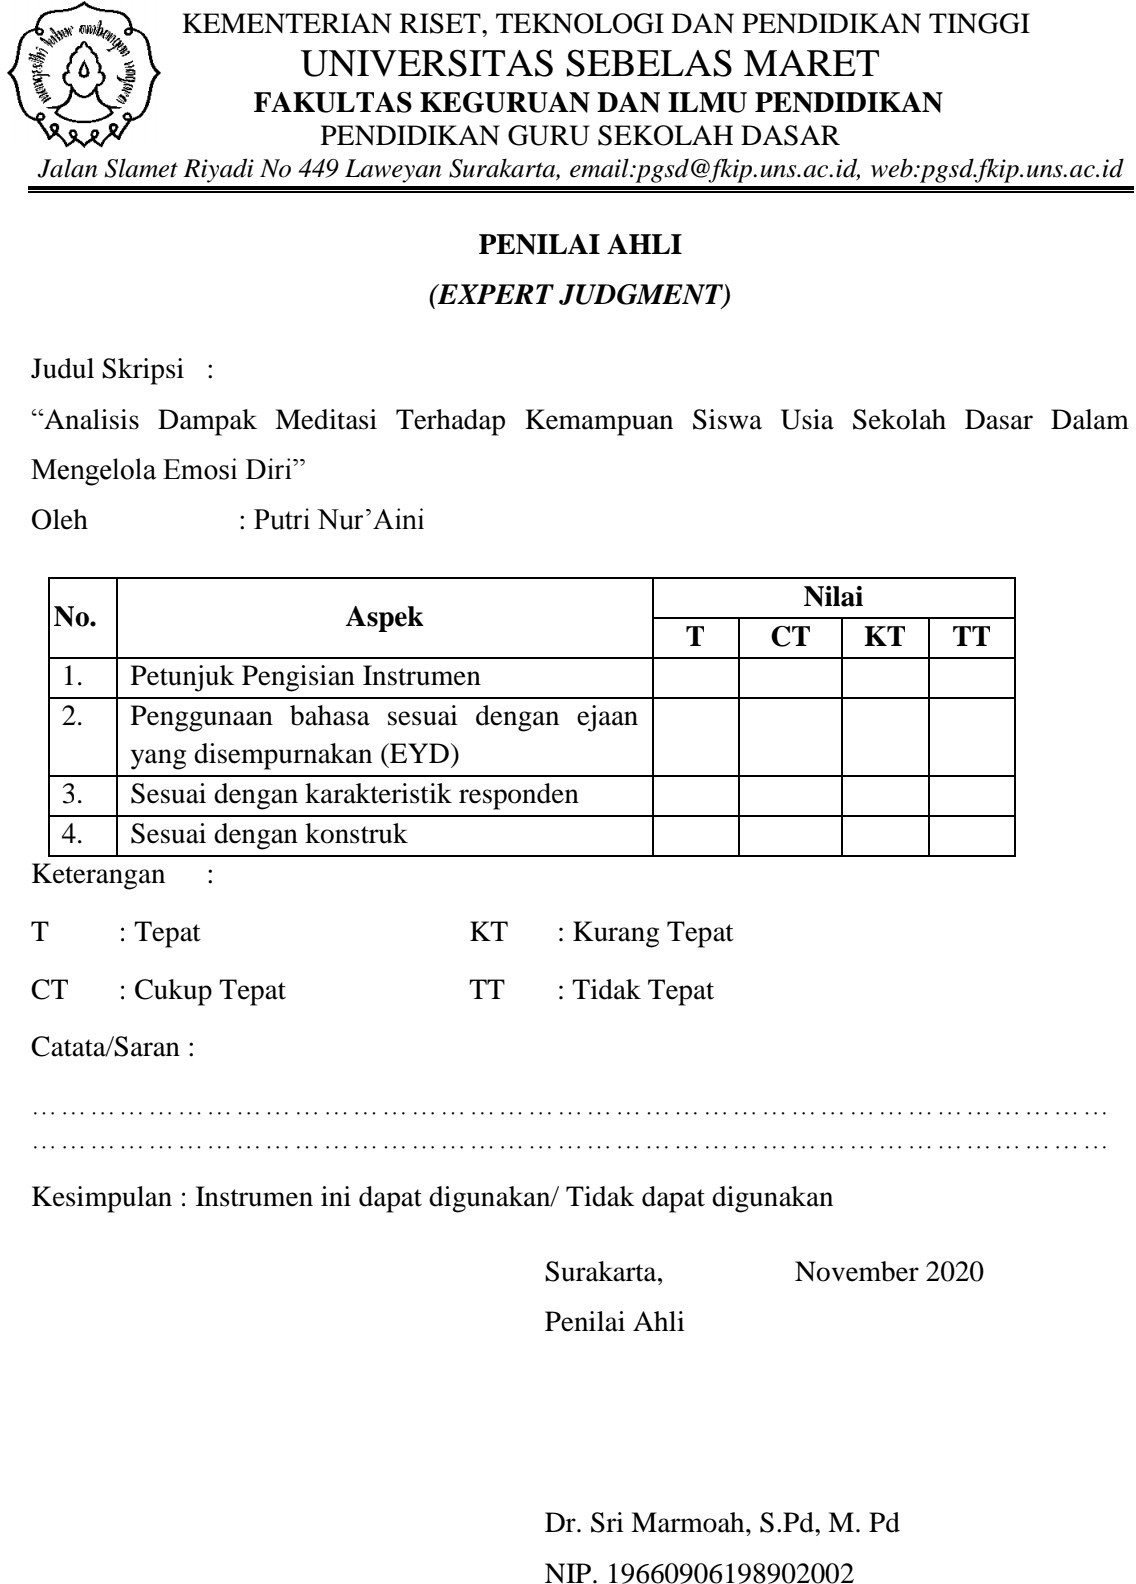 KEMENTERIAN RISET, TEKNOLOGI DAN PENDIDIKAN TINGGI
UNIVERSITAS SEBELAS MARET
FAKULTAS KEGURUAN DAN ILMU PENDIDIKAN
PENDIDIKAN GURU SEKOLAH DASAR
Jalan Slamet Riyadi No 449 Laweyan Surakarta, email:pgsd@fkip.uns.ac.id, web:pgsd.fkip.uns.ac.id
PENILAI AHLI
(EXPERT JUDGMENT)
Judul Skripsi :
“Analisis Dampak Meditasi Terhadap Kemampuan Siswa Usia Sekolah Dasar Dalam
Mengelola Emosi Diri”
Oleh : Putri Nur’Aini
No. Aspek Nilai
T CT KT TT
1. Petunjuk Pengisian Instrumen
2. Penggunaan bahasa sesuai dengan ejaan
yang disempurnakan (EYD)
3. Sesuai dengan karakteristik responden
4. Sesuai dengan konstruk
Keterangan :
T : Tepat KT : Kurang Tepat
CT : Cukup Tepat TT : Tidak Tepat
Catata/Saran :
……………………………………………………………………………………………
……………………………………………………………………………………………
Kesimpulan : Instrumen ini dapat digunakan/ Tidak dapat digunakan
Surakarta, November 2020
Penilai Ahli
Dr. Sri Marmoah, S.Pd, M. Pd
NIP. 19660906198902002